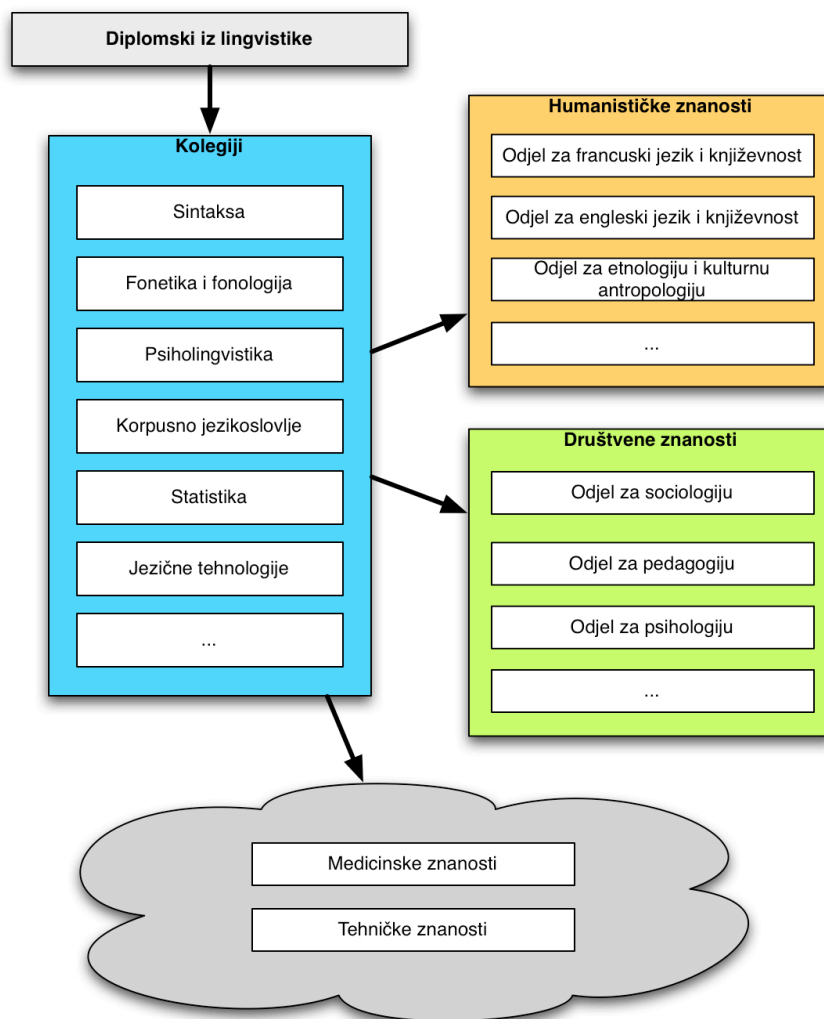 Diplomski iz lingvistike
Kolegiji
Sintaksa
Fonetika i fonologija
Psiholingvistika
Korpusno jezikoslovlje
Statistika
Jezične tehnologije
...
Humanističke znanosti
Odjel za francuski jezik i književnost
Odjel za engleski jezik i književnost
Odjel za etnologiju i kulturnu
antropologiju
...
Društvene znanosti
Odjel za sociologiju
Odjel za pedagogiju
Odjel za psihologiju
...
Medicinske znanosti
Tehničke znanosti